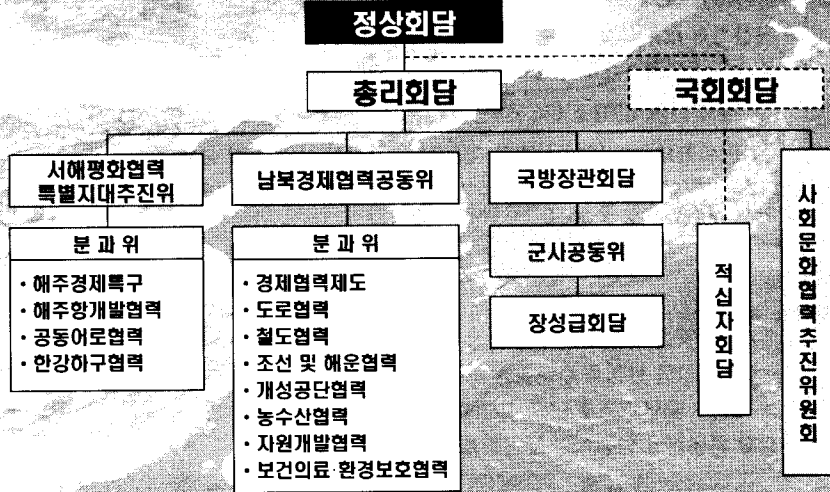 정상회담
총리회담
국회회담
서해평화협력
특별지대추진위
분과위
· 해주경제특구
· 해주항개발협력
· 공동어로협력
· 한강하구협력
남북경제협력공동위
분과위
· 경제협력제도
· 도로협력
· 철도협력
· 조선 및 해운협력
· 개성공단협력
· 농수산협력
· 자원개발협력
· 보건의료·환경보호협력
국방장관회담
군사공동위
장성급회담
적십자회담
사회문화협력추진위원회